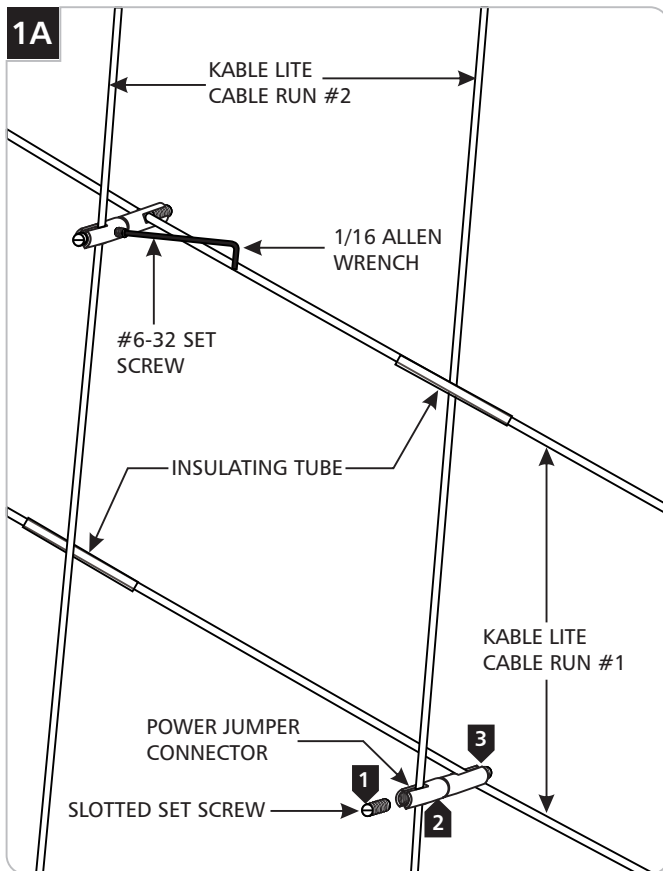 1A
KABLE LITE
CABLE RUN #2
1/16 ALLEN
WRENCH
#6-32 SET
SCREW
INSULATING TUBE
KABLE LITE
CABLE RUN #1
POWER JUMPER
CONNECTOR
3
1
SLOTTED SET SCREW
2